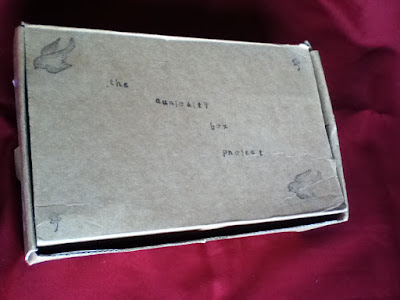 the
curiosity
box
project